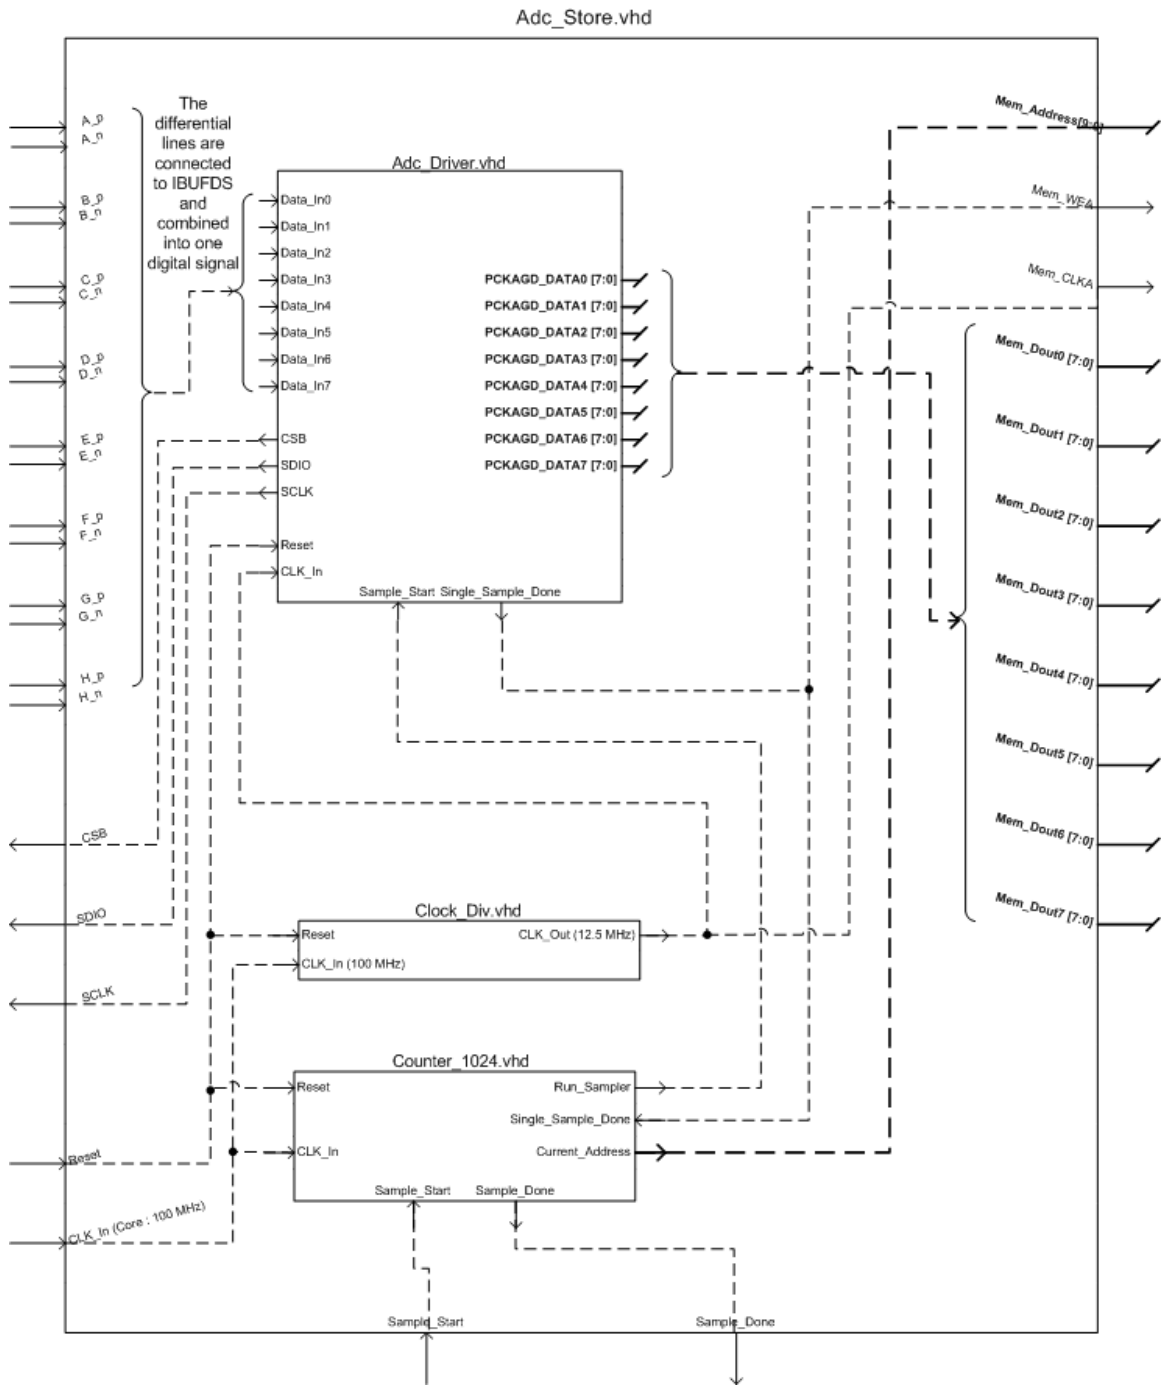 Adc_Store.vhd
A_p
A_n
B_p
B_n
C_p
C_n
D_p
D_n
E_p
E_n
F_p
F_n
G_p
G_n
H_p
H_n
CSB
SDIO
SCLK
Reset
CLK_In (Core : 100 MHz)
The
differential
lines are
connected
to IBUFDS
and
combined
into one
digital signal
Adc_Driver.vhd
Data_In0
Data_In1
Data_In2
Data_In3
Data_In4
Data_In5
Data_In6
Data_In7
CSB
SDIO
SCLK
Reset
CLK_In
PCKAGD_DATA0 [7:0]
PCKAGD_DATA1 [7:0]
PCKAGD_DATA2 [7:0]
PCKAGD_DATA3 [7:0]
PCKAGD_DATA4 [7:0]
PCKAGD_DATA5 [7:0]
PCKAGD_DATA6 [7:0]
PCKAGD_DATA7 [7:0]
Sample_Start Single_Sample_Done
Clock_Div.vhd
Reset
CLK_Out (12.5 MHz)
CLK_In (100 MHz)
Counter_1024.vhd
Reset
Run_Sampler
Single_Sample_Done
CLK_In
Current_Address
Sample_Start
Sample_Done
Sample_Start
Sample_Done
Mem_Address[9:0]
Mem_WEA
Mem_CLKA
Mem_Dout0 [7:0]
Mem_Dout1 [7:0]
Mem_Dout2 [7:0]
Mem_Dout3 [7:0]
Mem_Dout4 [7:0]
Mem_Dout5 [7:0]
Mem_Dout6 [7:0]
Mem_Dout7 [7:0]